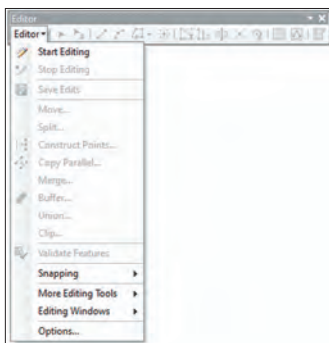 Editor
Editor
Start Editing
Stop Editing
Save Edits
Move...
Split...
Construct Points...
Copy Parallel...
Merge...
Buffer...
Union...
Clip...
Validate Features
Snapping
More Editing Tools
Editing Windows
Options...